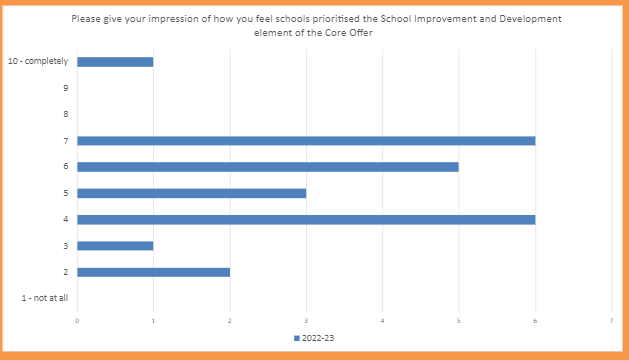 Please give your impression of how you feel schools prioritised the School Improvement and Development
element of the Core Offer
10 - completely
9
8
7
6
5
4
3
2
1 - not at all
0 1 2 3 4 5 6 7
2022-23